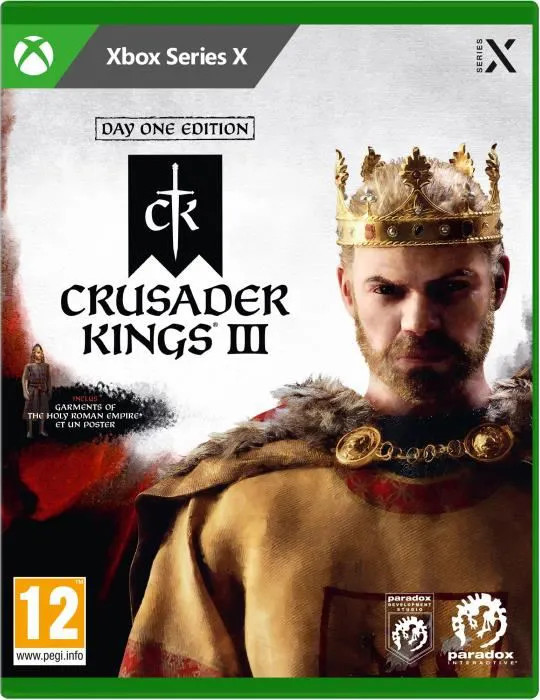 Xbox Series X
SERIES X
DAY ONE EDITION
CK
CRUSADER
KINGS® III
INCLUS
GARMENTS OF
THE HOLY ROMAN EMPIRE*
ET UN POSTER
12™
www.pegi.info
paradox
DEVELOPMENT
STUDIO
paradox
INTERACTIVE®